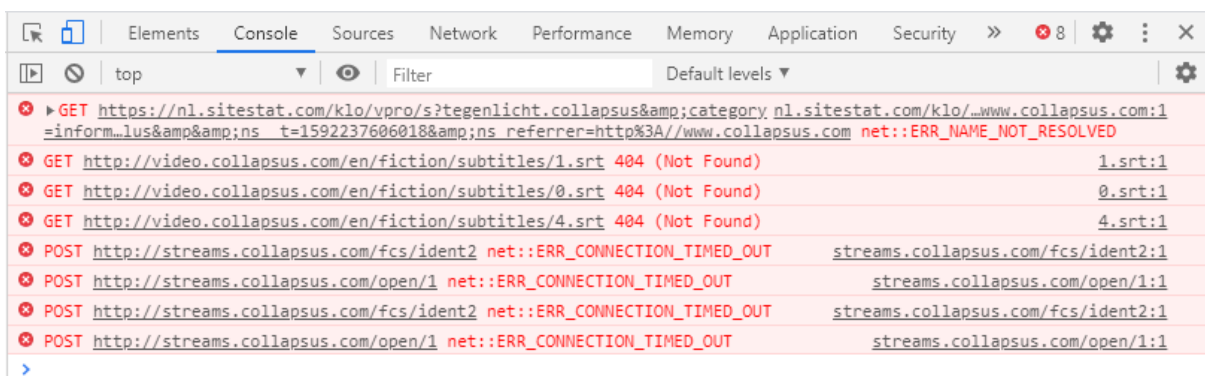 Elements Console Sources Network Performance Memory Application Security » 8
top Filter Default levels ▼
GET https://nl.sitestat.com/klo/vpro/s?tegenlicht.collapsus&amp;category nl.sitestat.com/klo/…www.collapsus.com:1
=inform…lus&amp&amp;ns__t=1592237606018&amp;ns_referrer=http%3A//www.collapsus.com net::ERR_NAME_NOT_RESOLVED
GET http://video.collapsus.com/en/fiction/subtitles/1.srt 404 (Not Found) 1.srt:1
GET http://video.collapsus.com/en/fiction/subtitles/0.srt 404 (Not Found) 0.srt:1
GET http://video.collapsus.com/en/fiction/subtitles/4.srt 404 (Not Found) 4.srt:1
POST http://streams.collapsus.com/fcs/ident2 net::ERR_CONNECTION_TIMED_OUT streams.collapsus.com/fcs/ident2:1
POST http://streams.collapsus.com/open/1 net::ERR_CONNECTION_TIMED_OUT streams.collapsus.com/open/1:1
POST http://streams.collapsus.com/fcs/ident2 net::ERR_CONNECTION_TIMED_OUT streams.collapsus.com/fcs/ident2:1
POST http://streams.collapsus.com/open/1 net::ERR_CONNECTION_TIMED_OUT streams.collapsus.com/open/1:1